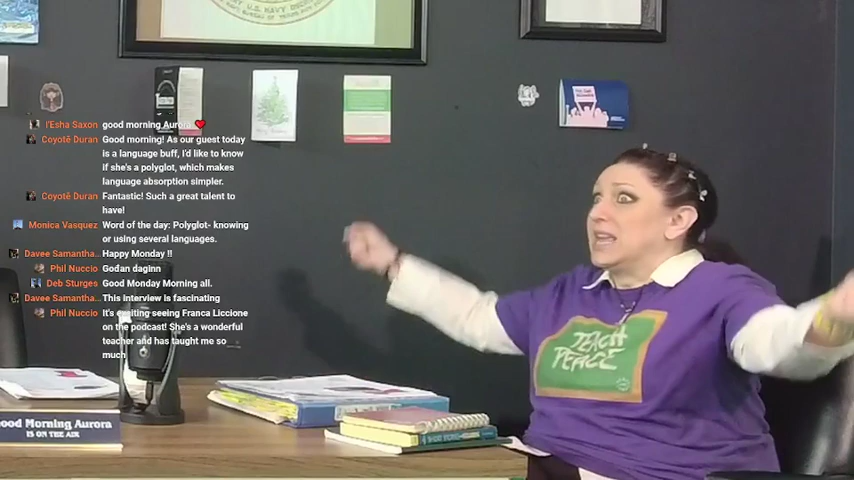 Y U.S. NAVY
I'Esha Saxon good morning Aurora ❤
Coyotê Duran Good morning! As our guest today
is a language buff, I'd like to know
if she's a polyglot, which makes
language absorption simpler.
Coyotê Duran Fantastic! Such a great talent to
have!
Monica Vasquez Word of the day: Polyglot- knowing
or using several languages.
Davee Samantha... Happy Monday !!
Phil Nuccio Godan daginn
Deb Sturges Good Monday Morning all.
Davee Samantha... This interview is fascinating
Phil Nuccio It's exciting seeing Franca Liccione
on the podcast! She's a wonderful
teacher and has taught me so
much
TEACH
PEACE
ood Morning Aurora
IS ON THE AIR